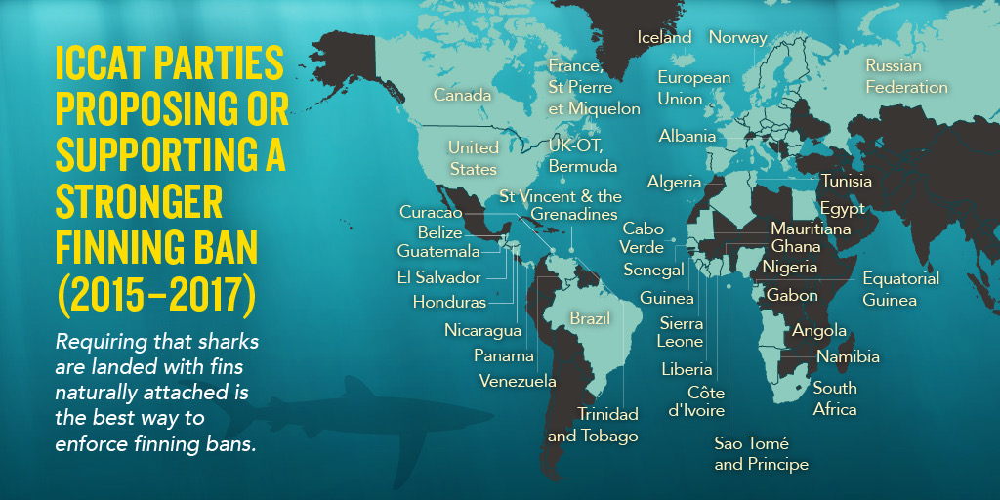 ICCAT PARTIES
PROPOSING OR
SUPPORTING A
STRONGER
FINNING BAN
(2015–2017)
Requiring that sharks
are landed with fins
naturally attached is
the best way to
enforce finning bans.
Iceland
Norway
Canada
France,
St Pierre
et Miquelon
European
Union
Russian
Federation
United
States
UK-OT,
Bermuda
Albania
Algeria
Tunisia
St Vincent & the
Grenadines
Egypt
Curacao
Belize
Guatemala
El Salvador
Honduras
Nicaragua
Panama
Venezuela
Brazil
Trinidad
and Tobago
Cabo
Verde
Senegal
Guinea
Sierra
Leone
Liberia
Côte
d'Ivoire
Sao Tomé
and Principe
Mauritiana
Ghana
Nigeria
Equatorial
Guinea
Gabon
Angola
Namibia
South
Africa